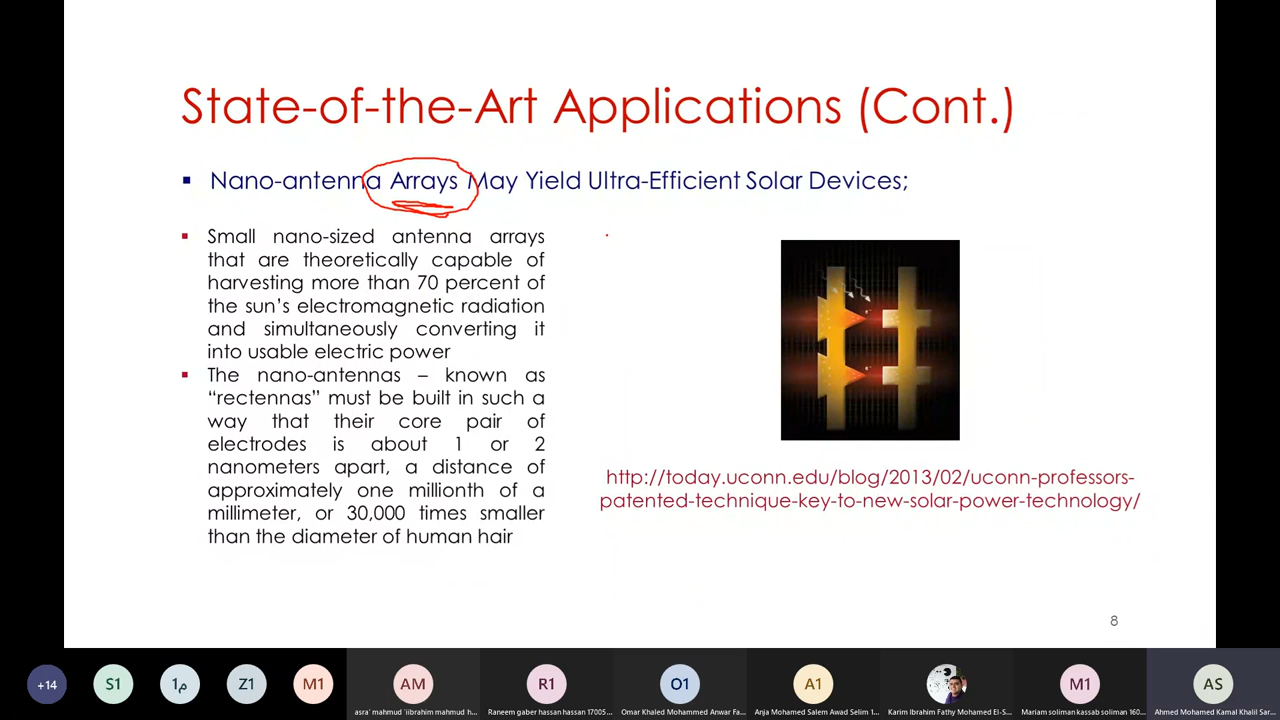 State-of-the-Art Applications (Cont.)
Nano-antenna Arrays May Yield Ultra-Efficient Solar Devices;
Small nano-sized antenna arrays
that are theoretically capable of
harvesting more than 70 percent of
the sun's electromagnetic radiation
and simultaneously converting it
into usable electric power
The nano-antennas – known as
“rectennas” must be built in such a
way that their core pair of
electrodes is about 1 or 2
nanometers apart, a distance of
approximately one millionth of a
millimeter, or 30,000 times smaller
than the diameter of human hair
http://today.uconn.edu/blog/2013/02/uconn-professors-
patented-technique-key-to-new-solar-power-technology/
8
+14
S1
1م
Z1
M1
AM
R1
O1
A1
M1
AS
asra' mahmud 'iibrahim mahmud h...
Raneem gaber hassan hassan 17005...
Omar Khaled Mohammed Anwar Fa...
Anja Mohamed Salem Awad Selim 1...
Karim Ibrahim Fathy Mohamed El-S...
Mariam soliman kassab soliman 160...
Ahmed Mohamed Kamal Khalil Sar...